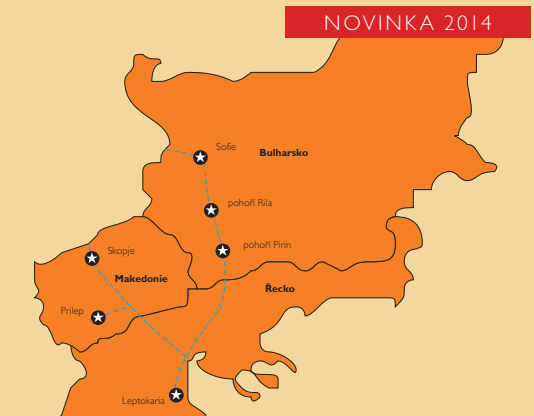 NOVINKA 2014
Sofie
Bulharsko
pohoří Rila
pohoří Pirin
Skopje
Makedonie
Řecko
Prilep
Leptokaria